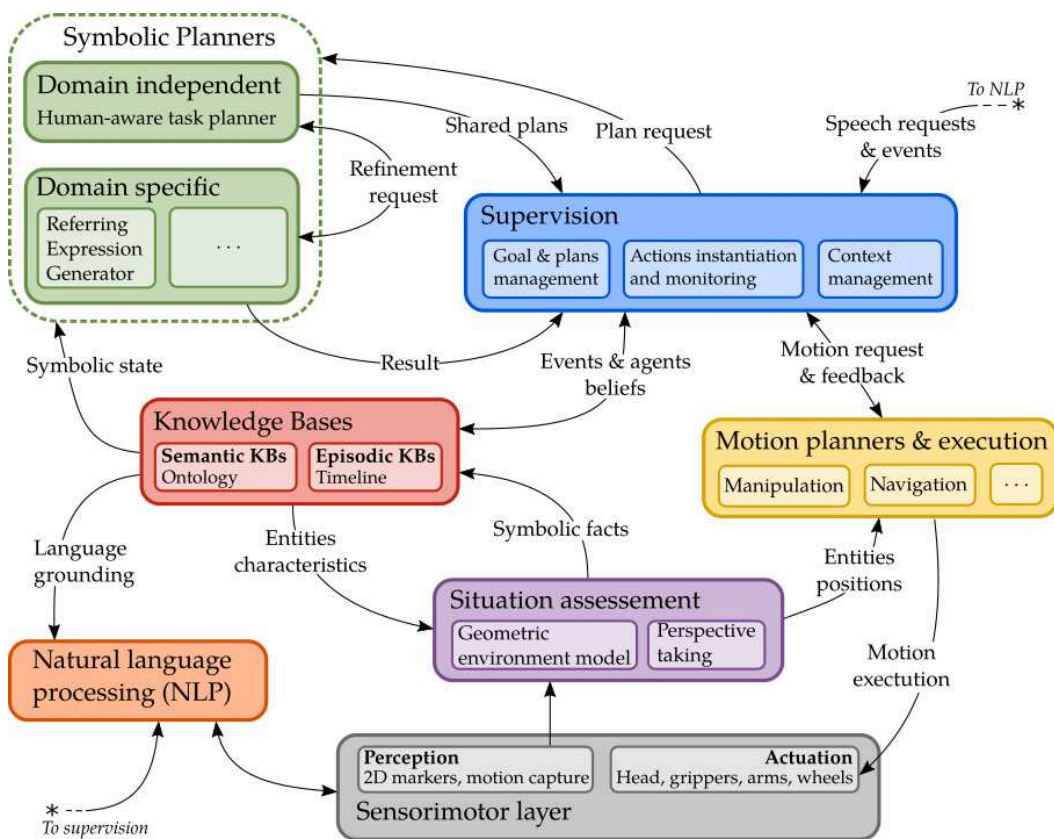 Symbolic Planners
Domain independent
Human-aware task planner
Domain specific
Referring
Expression
Generator
. . .
Shared plans
Plan request
Refinement
request
To NLP
*
Speech requests
& events
Supervision
Goal & plans
management
Actions instantiation
and monitoring
Context
management
Symbolic state
Result
Events & agents
beliefs
Motion request
& feedback
Knowledge Bases
Semantic KBs
Ontology
Episodic KBs
Timeline
Motion planners & execution
Manipulation
Navigation
. . .
Language
grounding
Entities
characteristics
Symbolic facts
Entities
positions
Situation assessement
Geometric
environment model
Perspective
taking
Natural language
processing (NLP)
Motion
exectution
Perception
2D markers, motion capture
Actuation
Head, grippers, arms, wheels
Sensorimotor layer
*
To supervision